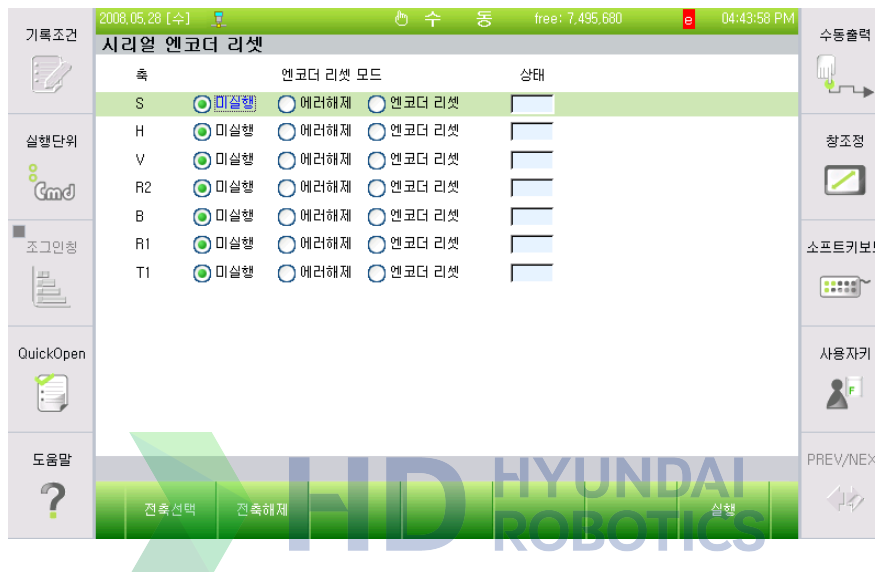 기록조건
2008,05,28 [수] 수 동 free: 7,495,680 e 04:43:58 PM
수동출력
시리얼 엔코더 리셋
축 엔코더 리셋 모드 상태
S 미실행 에러해제 엔코더 리셋
H 미실행 에러해제 엔코더 리셋
V 미실행 에러해제 엔코더 리셋
R2 미실행 에러해제 엔코더 리셋
B 미실행 에러해제 엔코더 리셋
R1 미실행 에러해제 엔코더 리셋
T1 미실행 에러해제 엔코더 리셋
실행단위
Cmd
조그인칭
QuickOpen
도움말
?
창조정
소프트키보
사용자키
F
PREV/NEX
전축선택 전축해제 실행
HD HYUNDAI
ROBOTICS